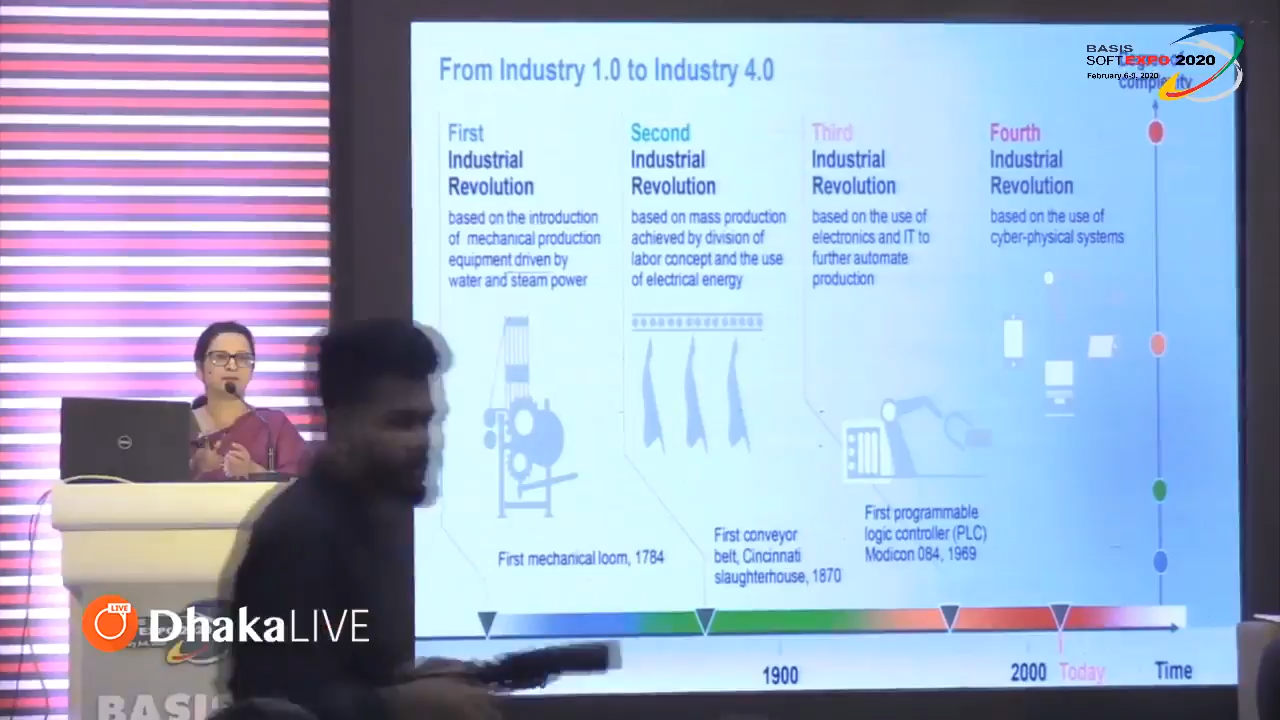 From Industry 1.0 to Industry 4.0
BASIS
SOFTEXPO 2020
February 6-9, 2020
complexity
First
Industrial
Revolution
based on the introduction
of mechanical production
equipment driven by
water and steam power
Second
Industrial
Revolution
based on mass production
achieved by division of
labor concept and the use
of electrical energy
Third
Industrial
Revolution
based on the use of
electronics and IT to
further automate
production
Fourth
Industrial
Revolution
based on the use of
cyber-physical systems
First mechanical loom, 1784
First conveyor
belt, Cincinnati
slaughterhouse, 1870
First programmable
logic controller (PLC)
Modicon 084, 1969
1900
2000
Today
Time
DELL
LIVE
DhakaLIVE
BASIS